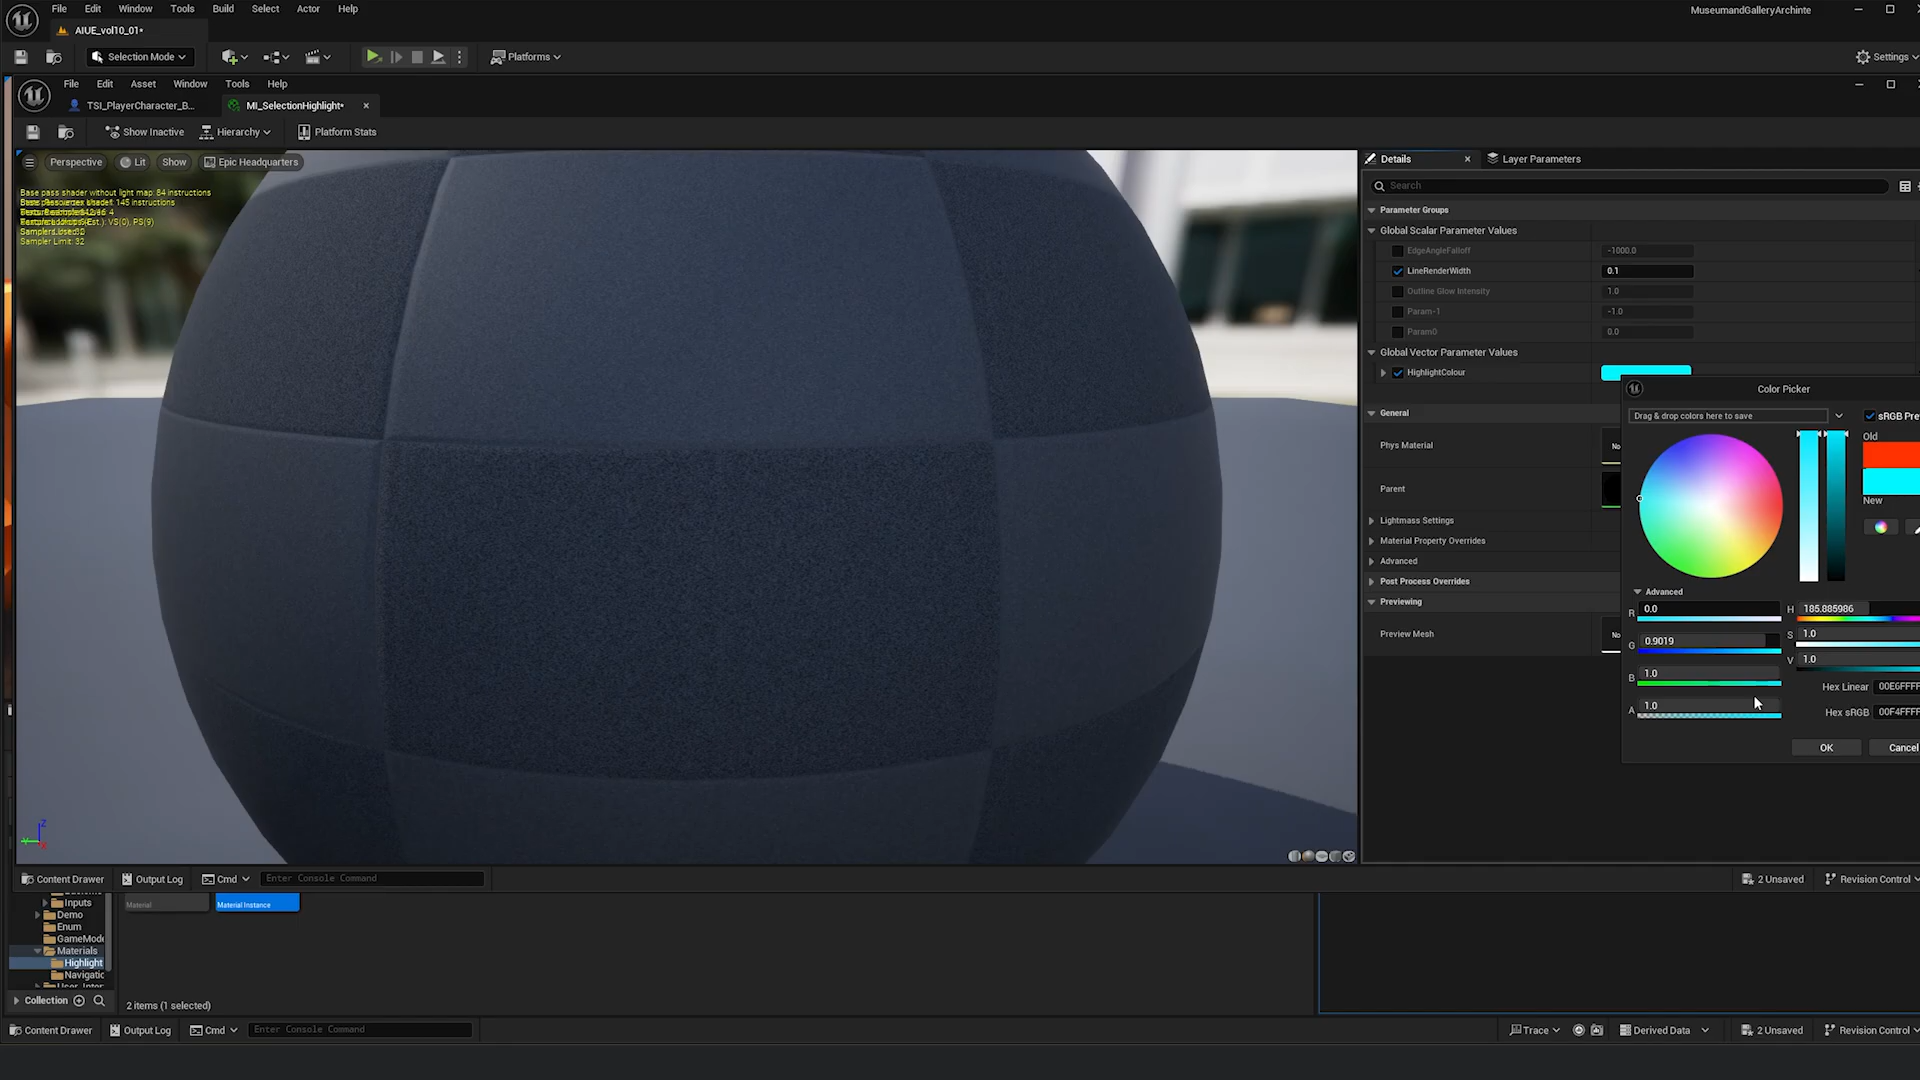 File Edit Window Tools Build Select Actor Help
MuseumandGalleryArchinte
AIUE_vol10_01•
Selection Mode
Platforms
Settings
File Edit Asset Window Tools Help
TSI_PlayerCharacter_B...
MI_SelectionHighlight•
Show Inactive
Hierarchy
Platform Stats
Perspective
Lit
Show
Epic Headquarters
Base pass shader without light map: 84 instructions
Sampler Limit: 32
Details
Layer Parameters
Search
Parameter Groups
Global Scalar Parameter Values
EdgeAngleFalloff -1000.0
LineRenderWidth 0.1
Outline Glow Intensity 1.0
Param-1 -1.0
Param0 0.0
Global Vector Parameter Values
HighlightColour
General
Phys Material
No
Parent
Lightmass Settings
Material Property Overrides
Advanced
Post Process Overrides
Previewing
Preview Mesh
No
Color Picker
Drag & drop colors here to save
sRGB Pre
Old
New
Advanced
R 0.0
H 185.885986
G 0.9019
S 1.0
B 1.0
V 1.0
A 1.0
Hex Linear 00E6FFFF
Hex sRGB 00F4FFFF
OK
Cancel
Z
Content Drawer
Output Log
Cmd
Enter Console Command
2 Unsaved
Revision Control
Inputs
Demo
Enum
GameMode
Materials
Highlight
Navigatic
Material
Material Instance
Collection
2 items (1 selected)
Content Drawer
Output Log
Cmd
Enter Console Command
Trace
Derived Data
2 Unsaved
Revision Control